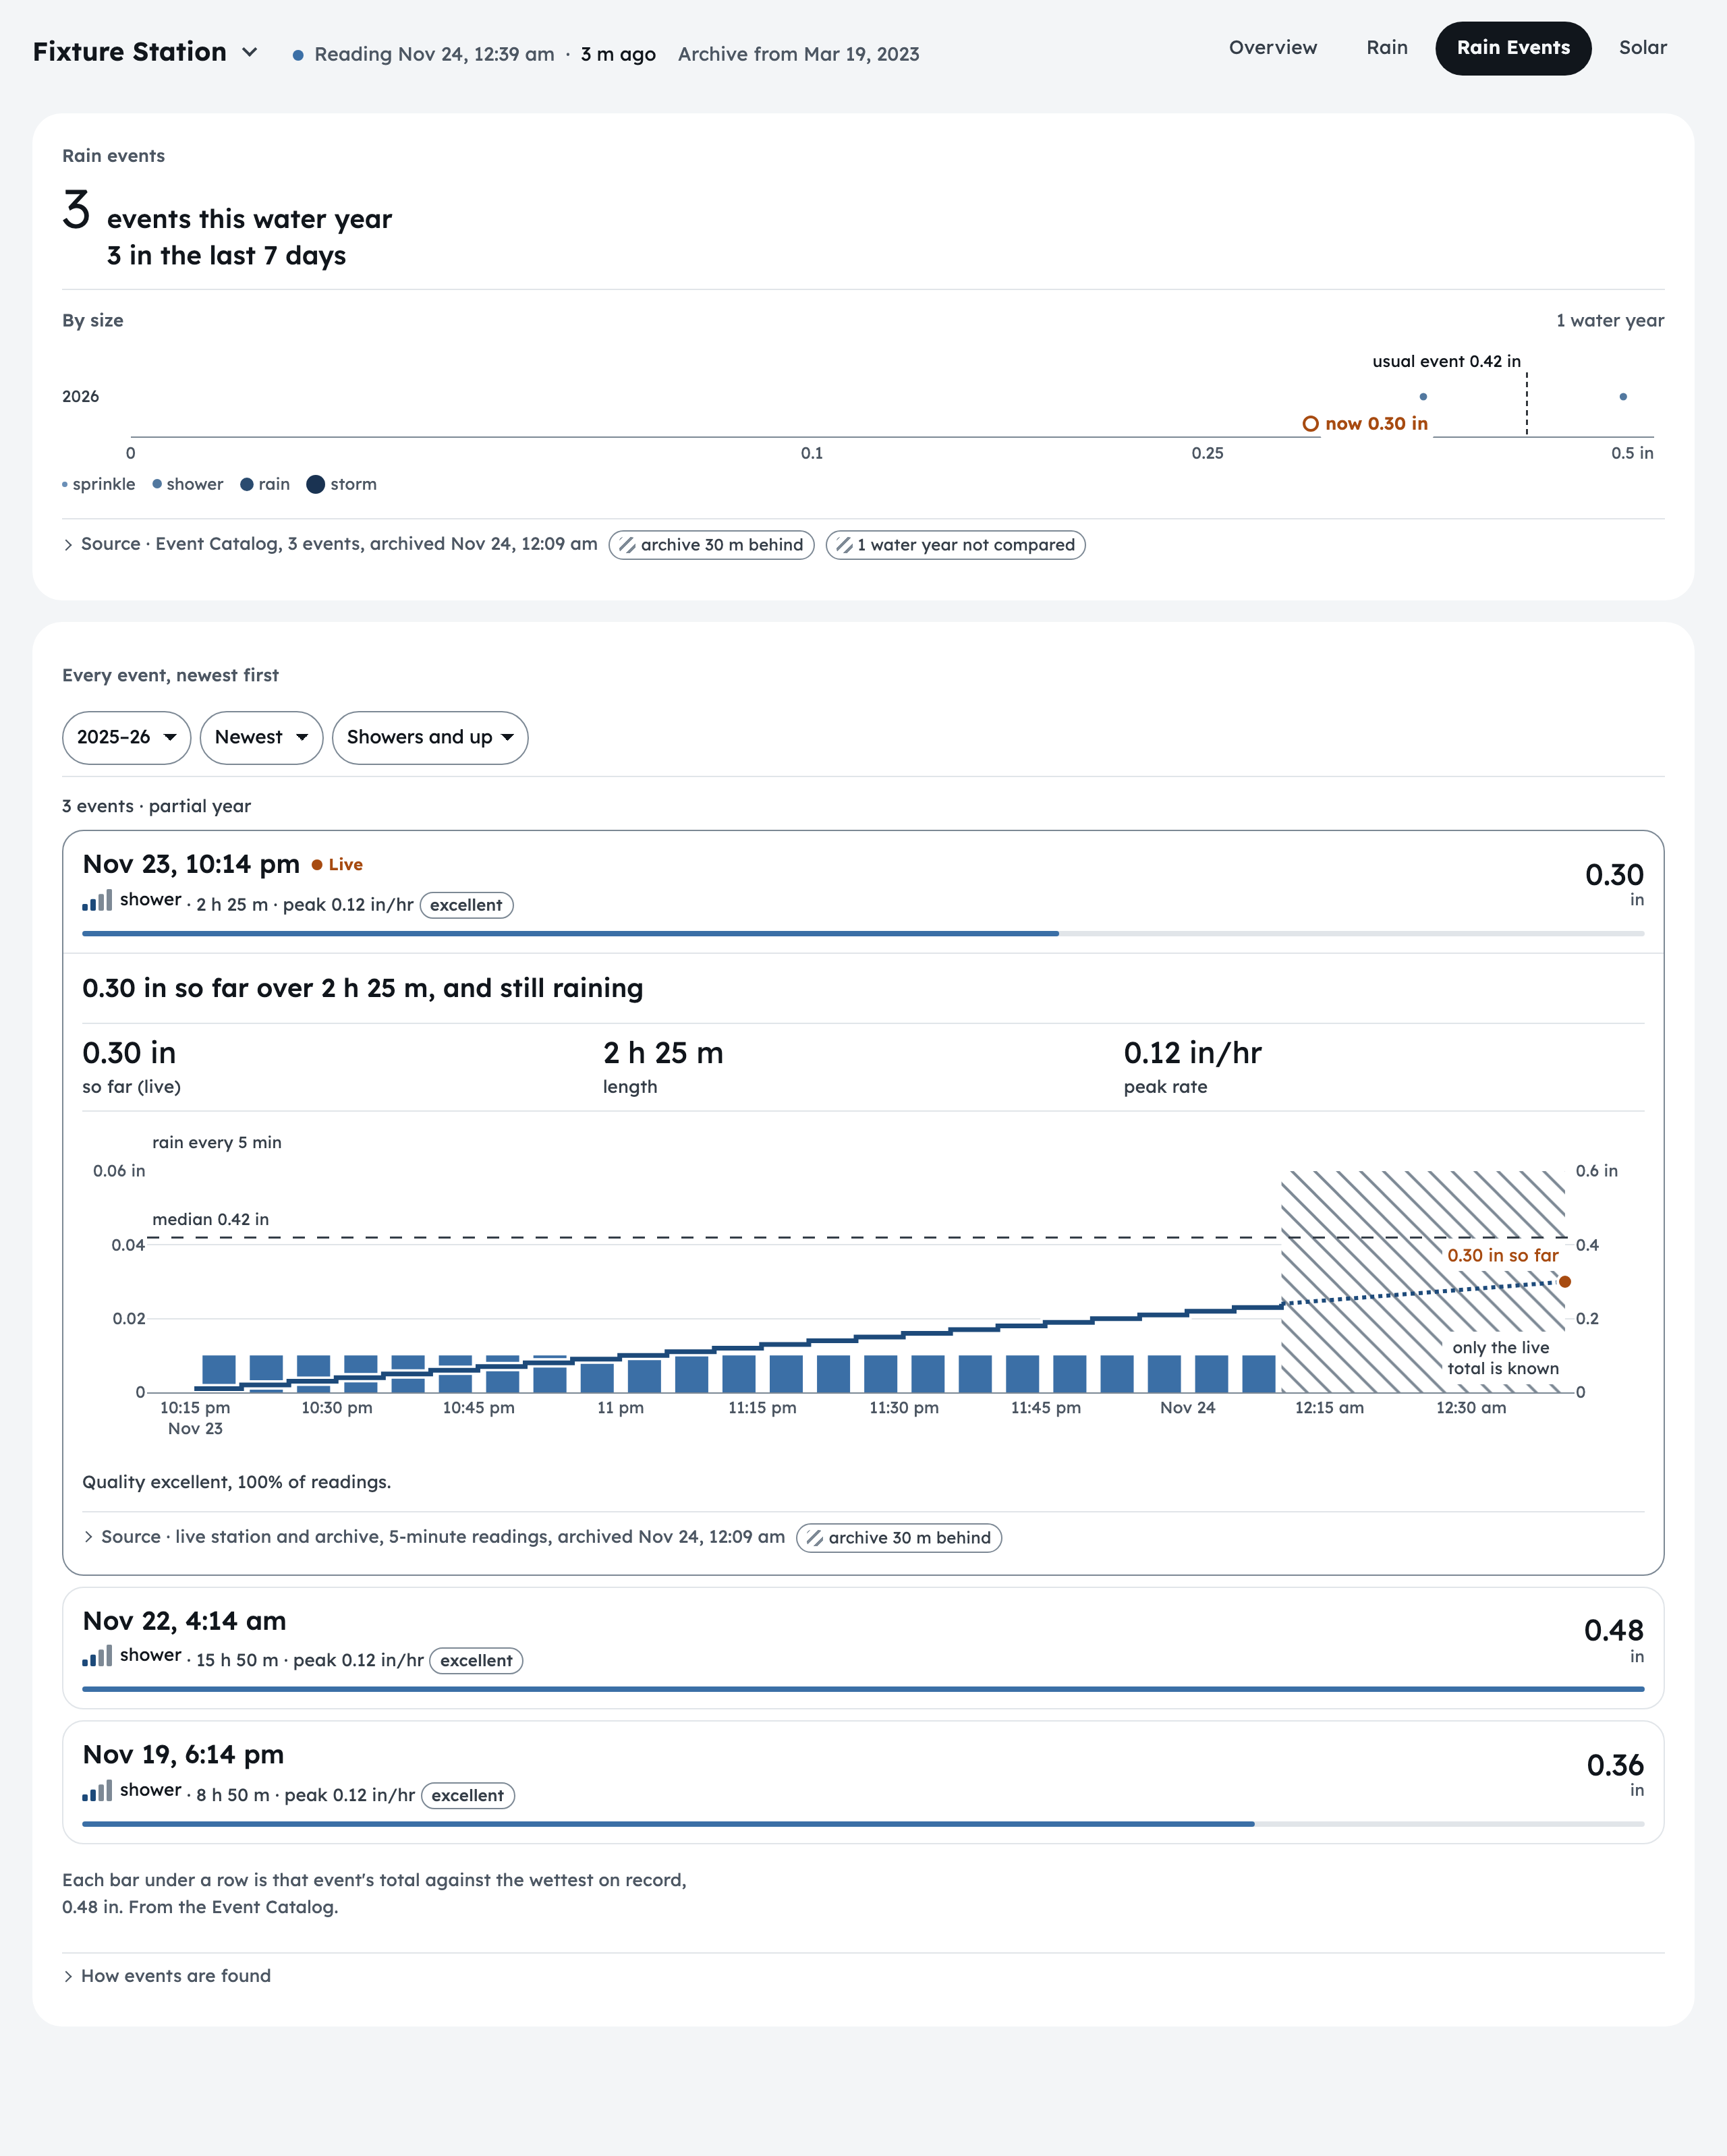 Fixture Station
Reading Nov 24, 12:39 am · 3 m ago Archive from Mar 19, 2023
Overview Rain Rain Events Solar
Rain events
3 events this water year
3 in the last 7 days
By size 1 water year
usual event 0.42 in
2026
now 0.30 in
0 0.1 0.25 0.5 in
sprinkle shower rain storm
Source · Event Catalog, 3 events, archived Nov 24, 12:09 am archive 30 m behind 1 water year not compared
Every event, newest first
2025–26 Newest Showers and up
3 events · partial year
Nov 23, 10:14 pm Live
0.30
in
shower · 2 h 25 m · peak 0.12 in/hr excellent
0.30 in so far over 2 h 25 m, and still raining
0.30 in 2 h 25 m 0.12 in/hr
so far (live) length peak rate
rain every 5 min
0.06 in 0.6 in
median 0.42 in
0.04 0.4
0.30 in so far
0.02 0.2
only the live
total is known
0 0
10:15 pm 10:30 pm 10:45 pm 11 pm 11:15 pm 11:30 pm 11:45 pm Nov 24 12:15 am 12:30 am
Nov 23
Quality excellent, 100% of readings.
Source · live station and archive, 5-minute readings, archived Nov 24, 12:09 am archive 30 m behind
Nov 22, 4:14 am
0.48
in
shower · 15 h 50 m · peak 0.12 in/hr excellent
Nov 19, 6:14 pm
0.36
in
shower · 8 h 50 m · peak 0.12 in/hr excellent
Each bar under a row is that event's total against the wettest on record,
0.48 in. From the Event Catalog.
How events are found